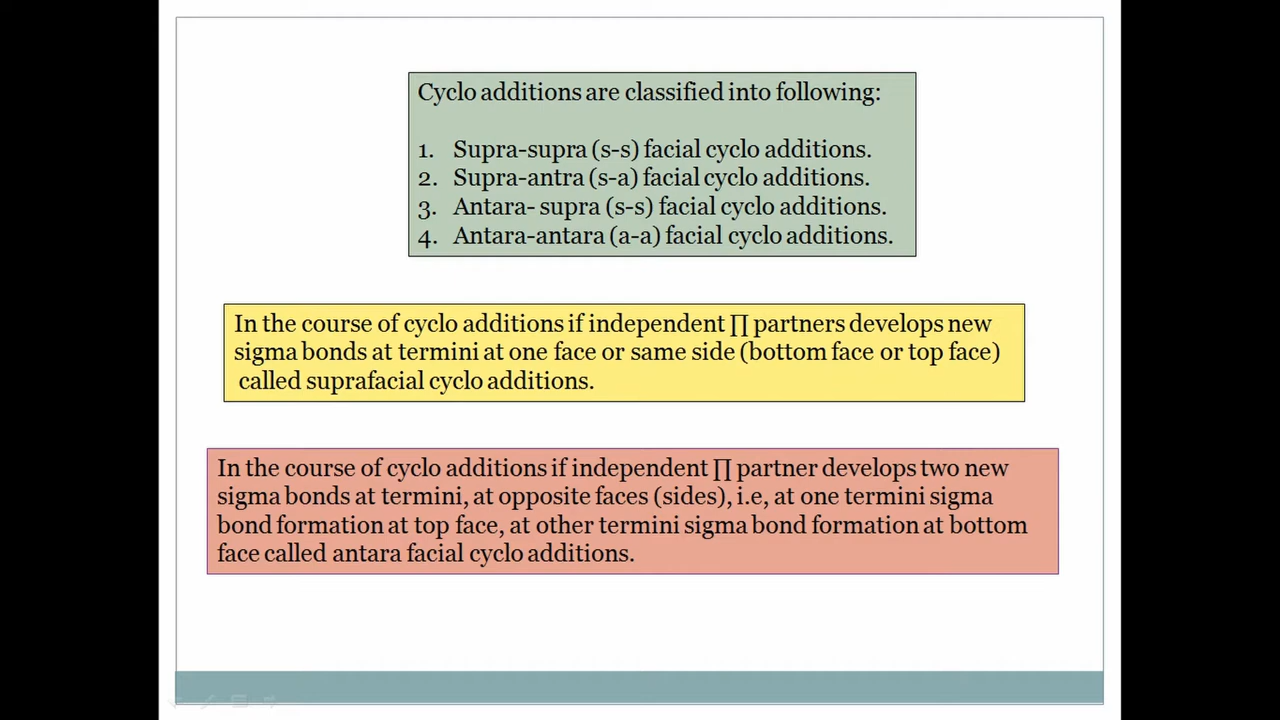 Cyclo additions are classified into following:
1. Supra-supra (s-s) facial cyclo additions.
2. Supra-antra (s-a) facial cyclo additions.
3. Antara- supra (s-s) facial cyclo additions.
4. Antara-antara (a-a) facial cyclo additions.
In the course of cyclo additions if independent ∏ partners develops new
sigma bonds at termini at one face or same side (bottom face or top face)
called suprafacial cyclo additions.
In the course of cyclo additions if independent ∏ partner develops two new
sigma bonds at termini, at opposite faces (sides), i.e, at one termini sigma
bond formation at top face, at other termini sigma bond formation at bottom
face called antara facial cyclo additions.